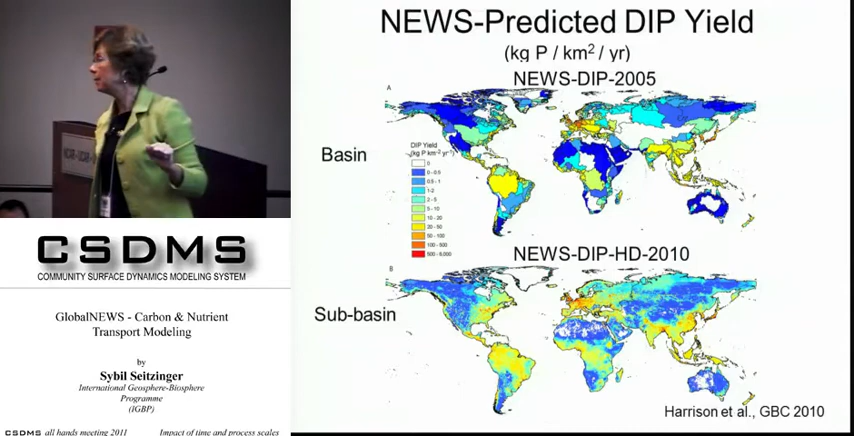 NEWS-Predicted DIP Yield
(kg P / km² / yr)
NEWS-DIP-2005
A
Basin
DIP Yield
(kg P km⁻² yr⁻¹)
0
0 - 0.5
0.5 - 1
1-2
2 - 5
5 - 10
10 - 20
20 - 50
50 - 100
100 - 500
500 - 5,000
NEWS-DIP-HD-2010
B
Sub-basin
Harrison et al., GBC 2010
CSDMS
COMMUNITY SURFACE DYNAMICS MODELING SYSTEM
GlobalNEWS - Carbon & Nutrient
Transport Modeling
by
Sybil Seitzinger
International Geosphere-Biosphere
Programme
(IGBP)
CSDMS all hands meeting 2011 Impact of time and process scales